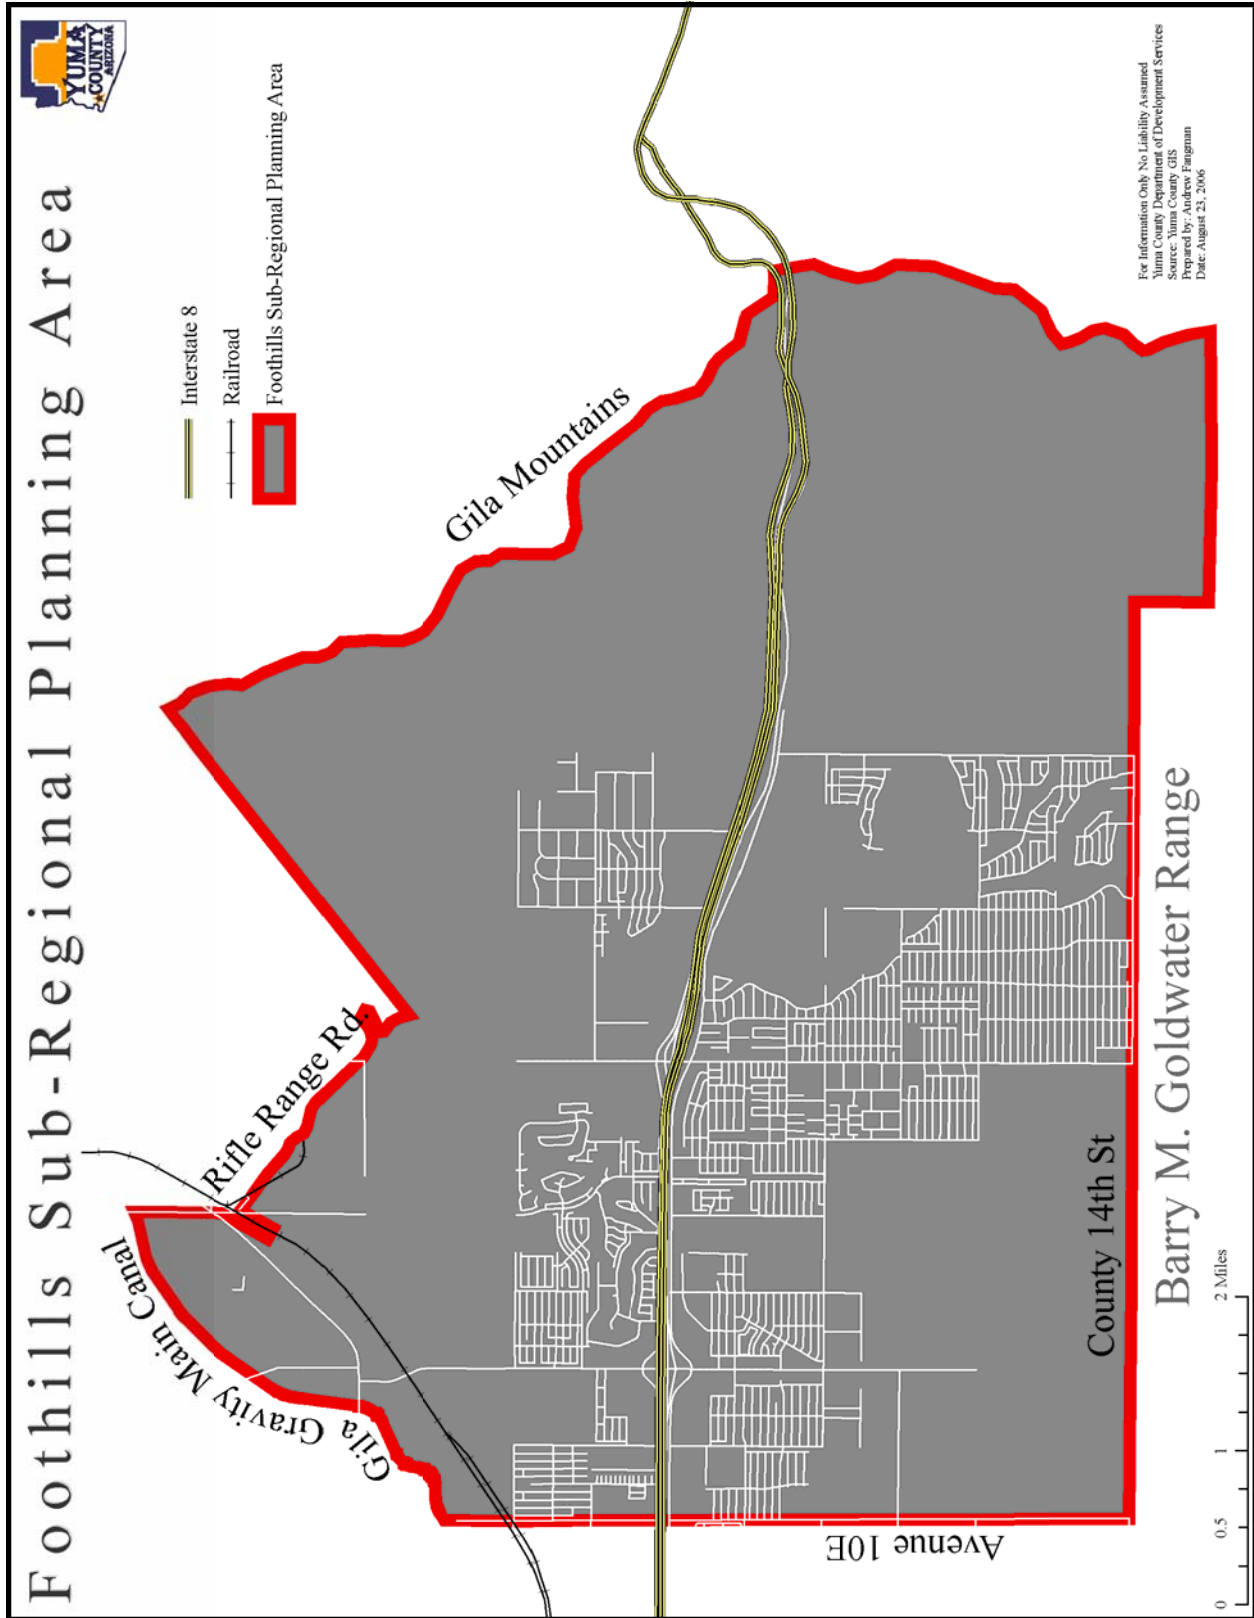 Foothills Sub-Regional Planning Area
YUMA
COUNTY
ARIZONA
Interstate 8
Railroad
Foothills Sub-Regional Planning Area
Gila Mountains
Rifle Range Rd.
Gila Gravity Main Canal
County 14th St
Avenue 10E
Barry M. Goldwater Range
0 0.5 1 2 Miles
For Information Only No Liability Assumed
Yuma County Department of Development Services
Source: Yuma County GIS
Prepared by: Andrew Fangman
Date: August 23, 2006